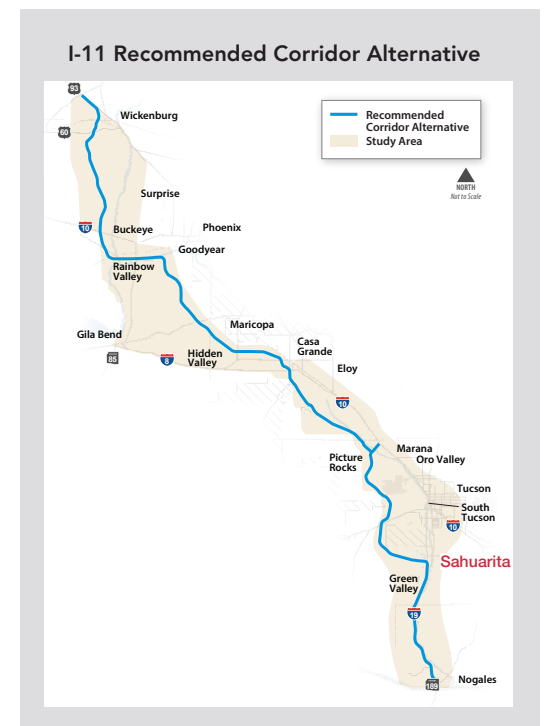 I-11 Recommended Corridor Alternative
93
Wickenburg
60
Recommended
Corridor Alternative
Study Area
NORTH
Not to Scale
Surprise
10
Buckeye
Phoenix
Goodyear
Rainbow
Valley
Gila Bend
85
8
Hidden
Valley
Maricopa
Casa
Grande
Eloy
10
Marana
Oro Valley
Picture
Rocks
Tucson
South
Tucson
10
Sahuarita
Green
Valley
19
Nogales
189